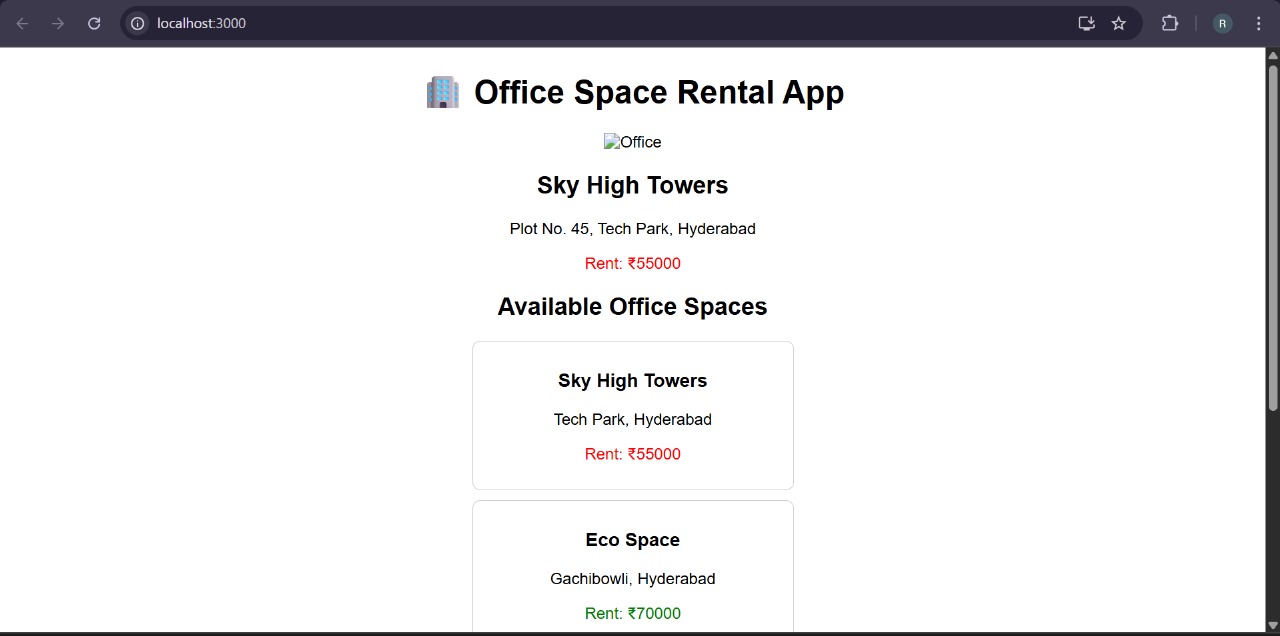 localhost:3000
R
Office Space Rental App
Office
Sky High Towers
Plot No. 45, Tech Park, Hyderabad
Rent: ₹55000
Available Office Spaces
Sky High Towers
Tech Park, Hyderabad
Rent: ₹55000
Eco Space
Gachibowli, Hyderabad
Rent: ₹70000